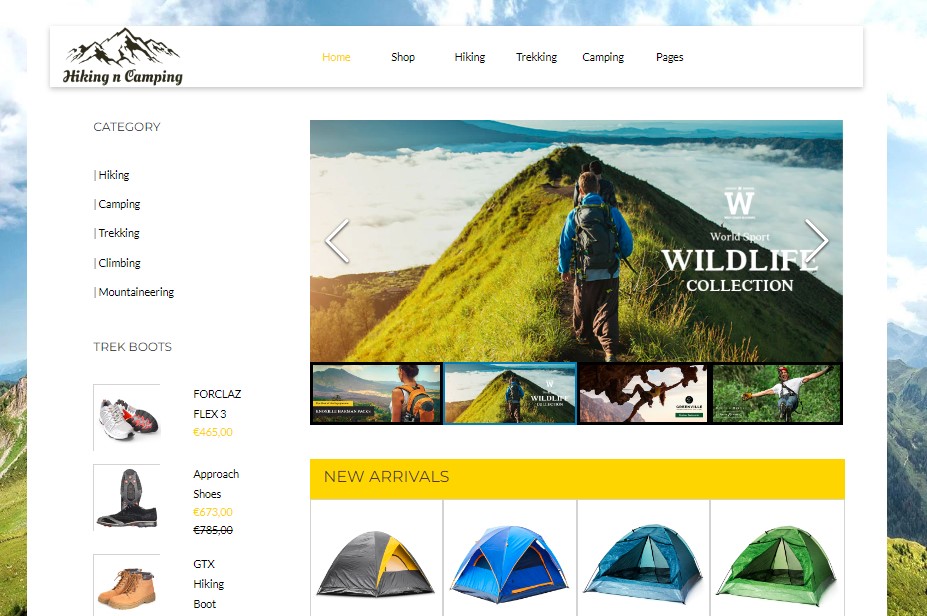 Hiking n Camping
Home Shop Hiking Trekking Camping Pages
CATEGORY
| Hiking
| Camping
| Trekking
| Climbing
| Mountaineering
TREK BOOTS
FORCLAZ
FLEX 3
€465,00
Approach
Shoes
€673,00
€785,00
GTX
Hiking
Boot
W
World Sport
WILDLIFE
COLLECTION
WILDLIFE
COLLECTION
GREENVILLE
NEW ARRIVALS